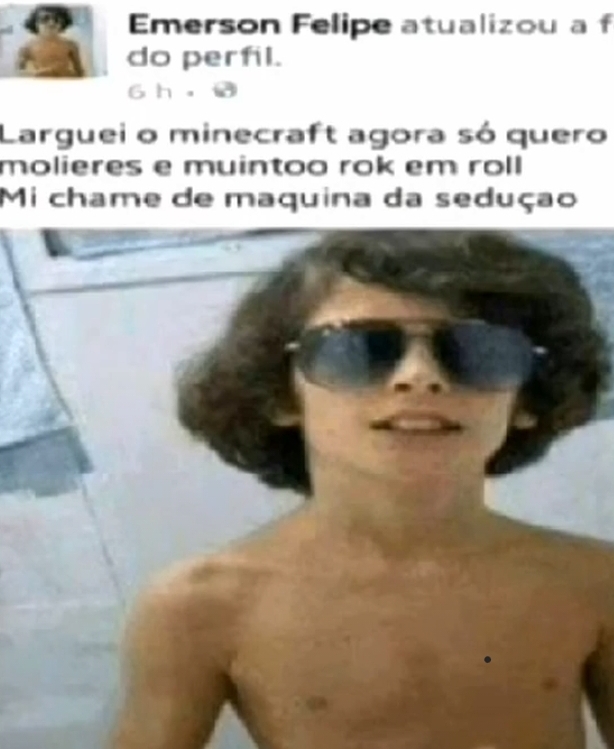 Emerson Felipe atualizou a f
do perfil.
6 h ·
Larguei o minecraft agora só quero
molieres e muintoo rok em roll
Mi chame de maquina da seduçao